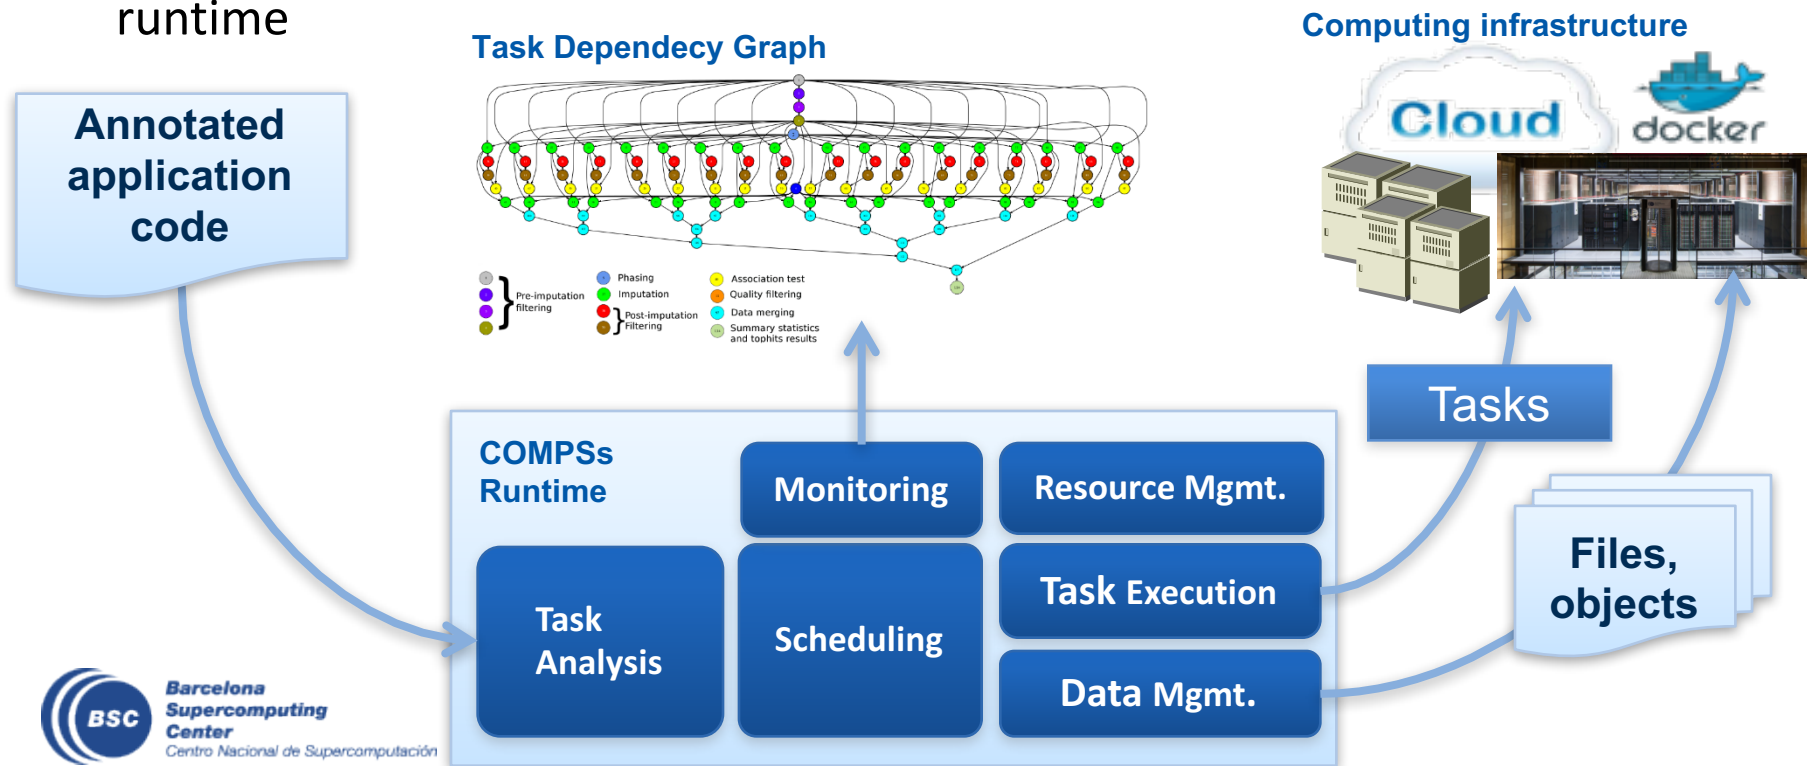 runtime
Task Dependecy Graph
Computing infrastructure
Annotated
application
code
Cloud
docker
Pre-imputation
filtering
Phasing
Imputation
Post-imputation
Filtering
Association test
Quality filtering
Data merging
Summary statistics
and tophits results
Tasks
COMPSs
Runtime
Monitoring
Resource Mgmt.
Task
Analysis
Scheduling
Task Execution
Data Mgmt.
Files,
objects
BSC
Barcelona
Supercomputing
Center
Centro Nacional de Supercomputación